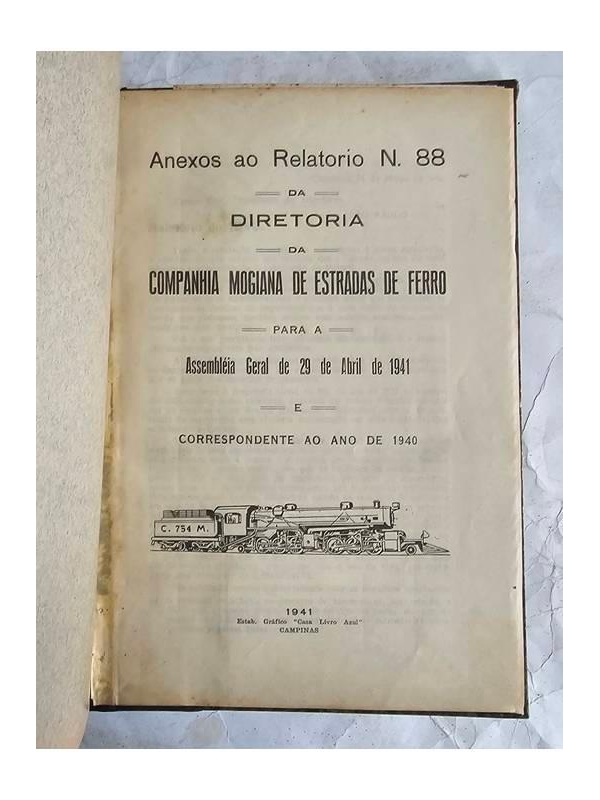 Anexos ao Relatorio N. 88
DA
DIRETORIA
DA
COMPANHIA MOGIANA DE ESTRADAS DE FERRO
PARA A
Assembléia Geral de 29 de Abril de 1941
E
CORRESPONDENTE AO ANO DE 1940
C. 754 M.
1941
Estab. Gráfico "Casa Livro Azul"
CAMPINAS